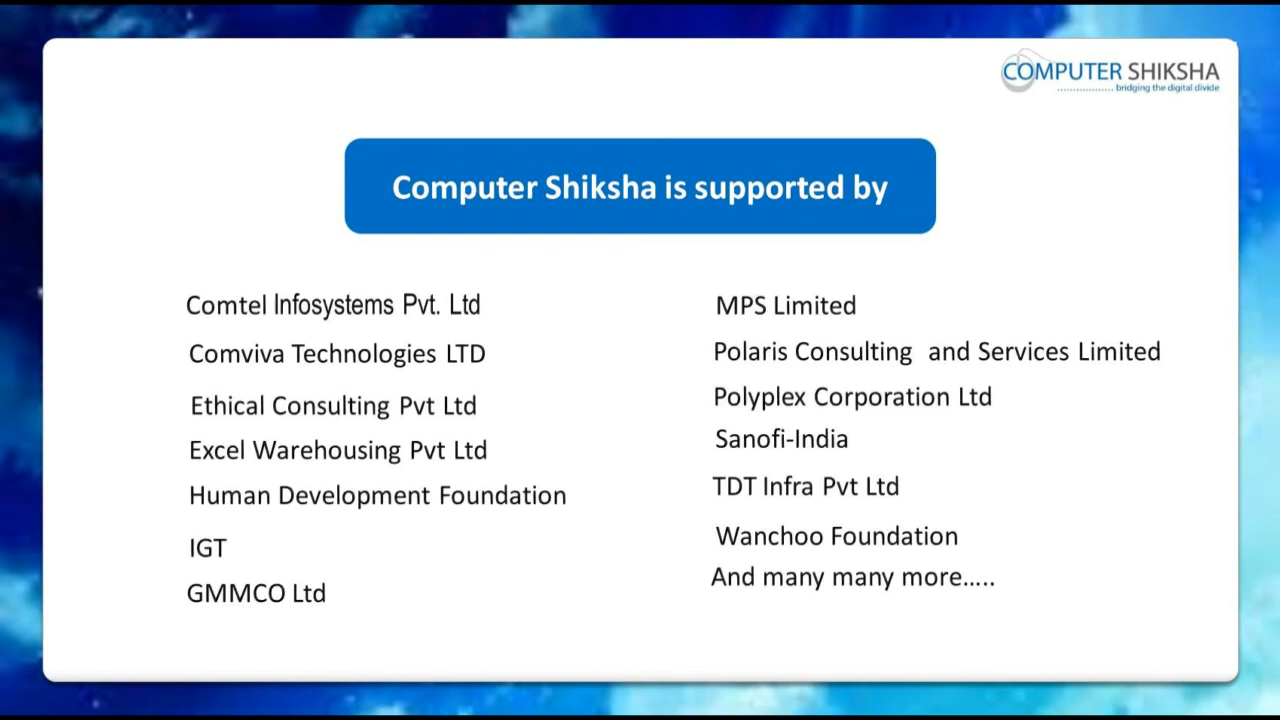 COMPUTER SHIKSHA
.................. bridging the digital divide
Computer Shiksha is supported by
Comtel Infosystems Pvt. Ltd
Comviva Technologies LTD
Ethical Consulting Pvt Ltd
Excel Warehousing Pvt Ltd
Human Development Foundation
IGT
GMMCO Ltd
MPS Limited
Polaris Consulting and Services Limited
Polyplex Corporation Ltd
Sanofi-India
TDT Infra Pvt Ltd
Wanchoo Foundation
And many many more.....